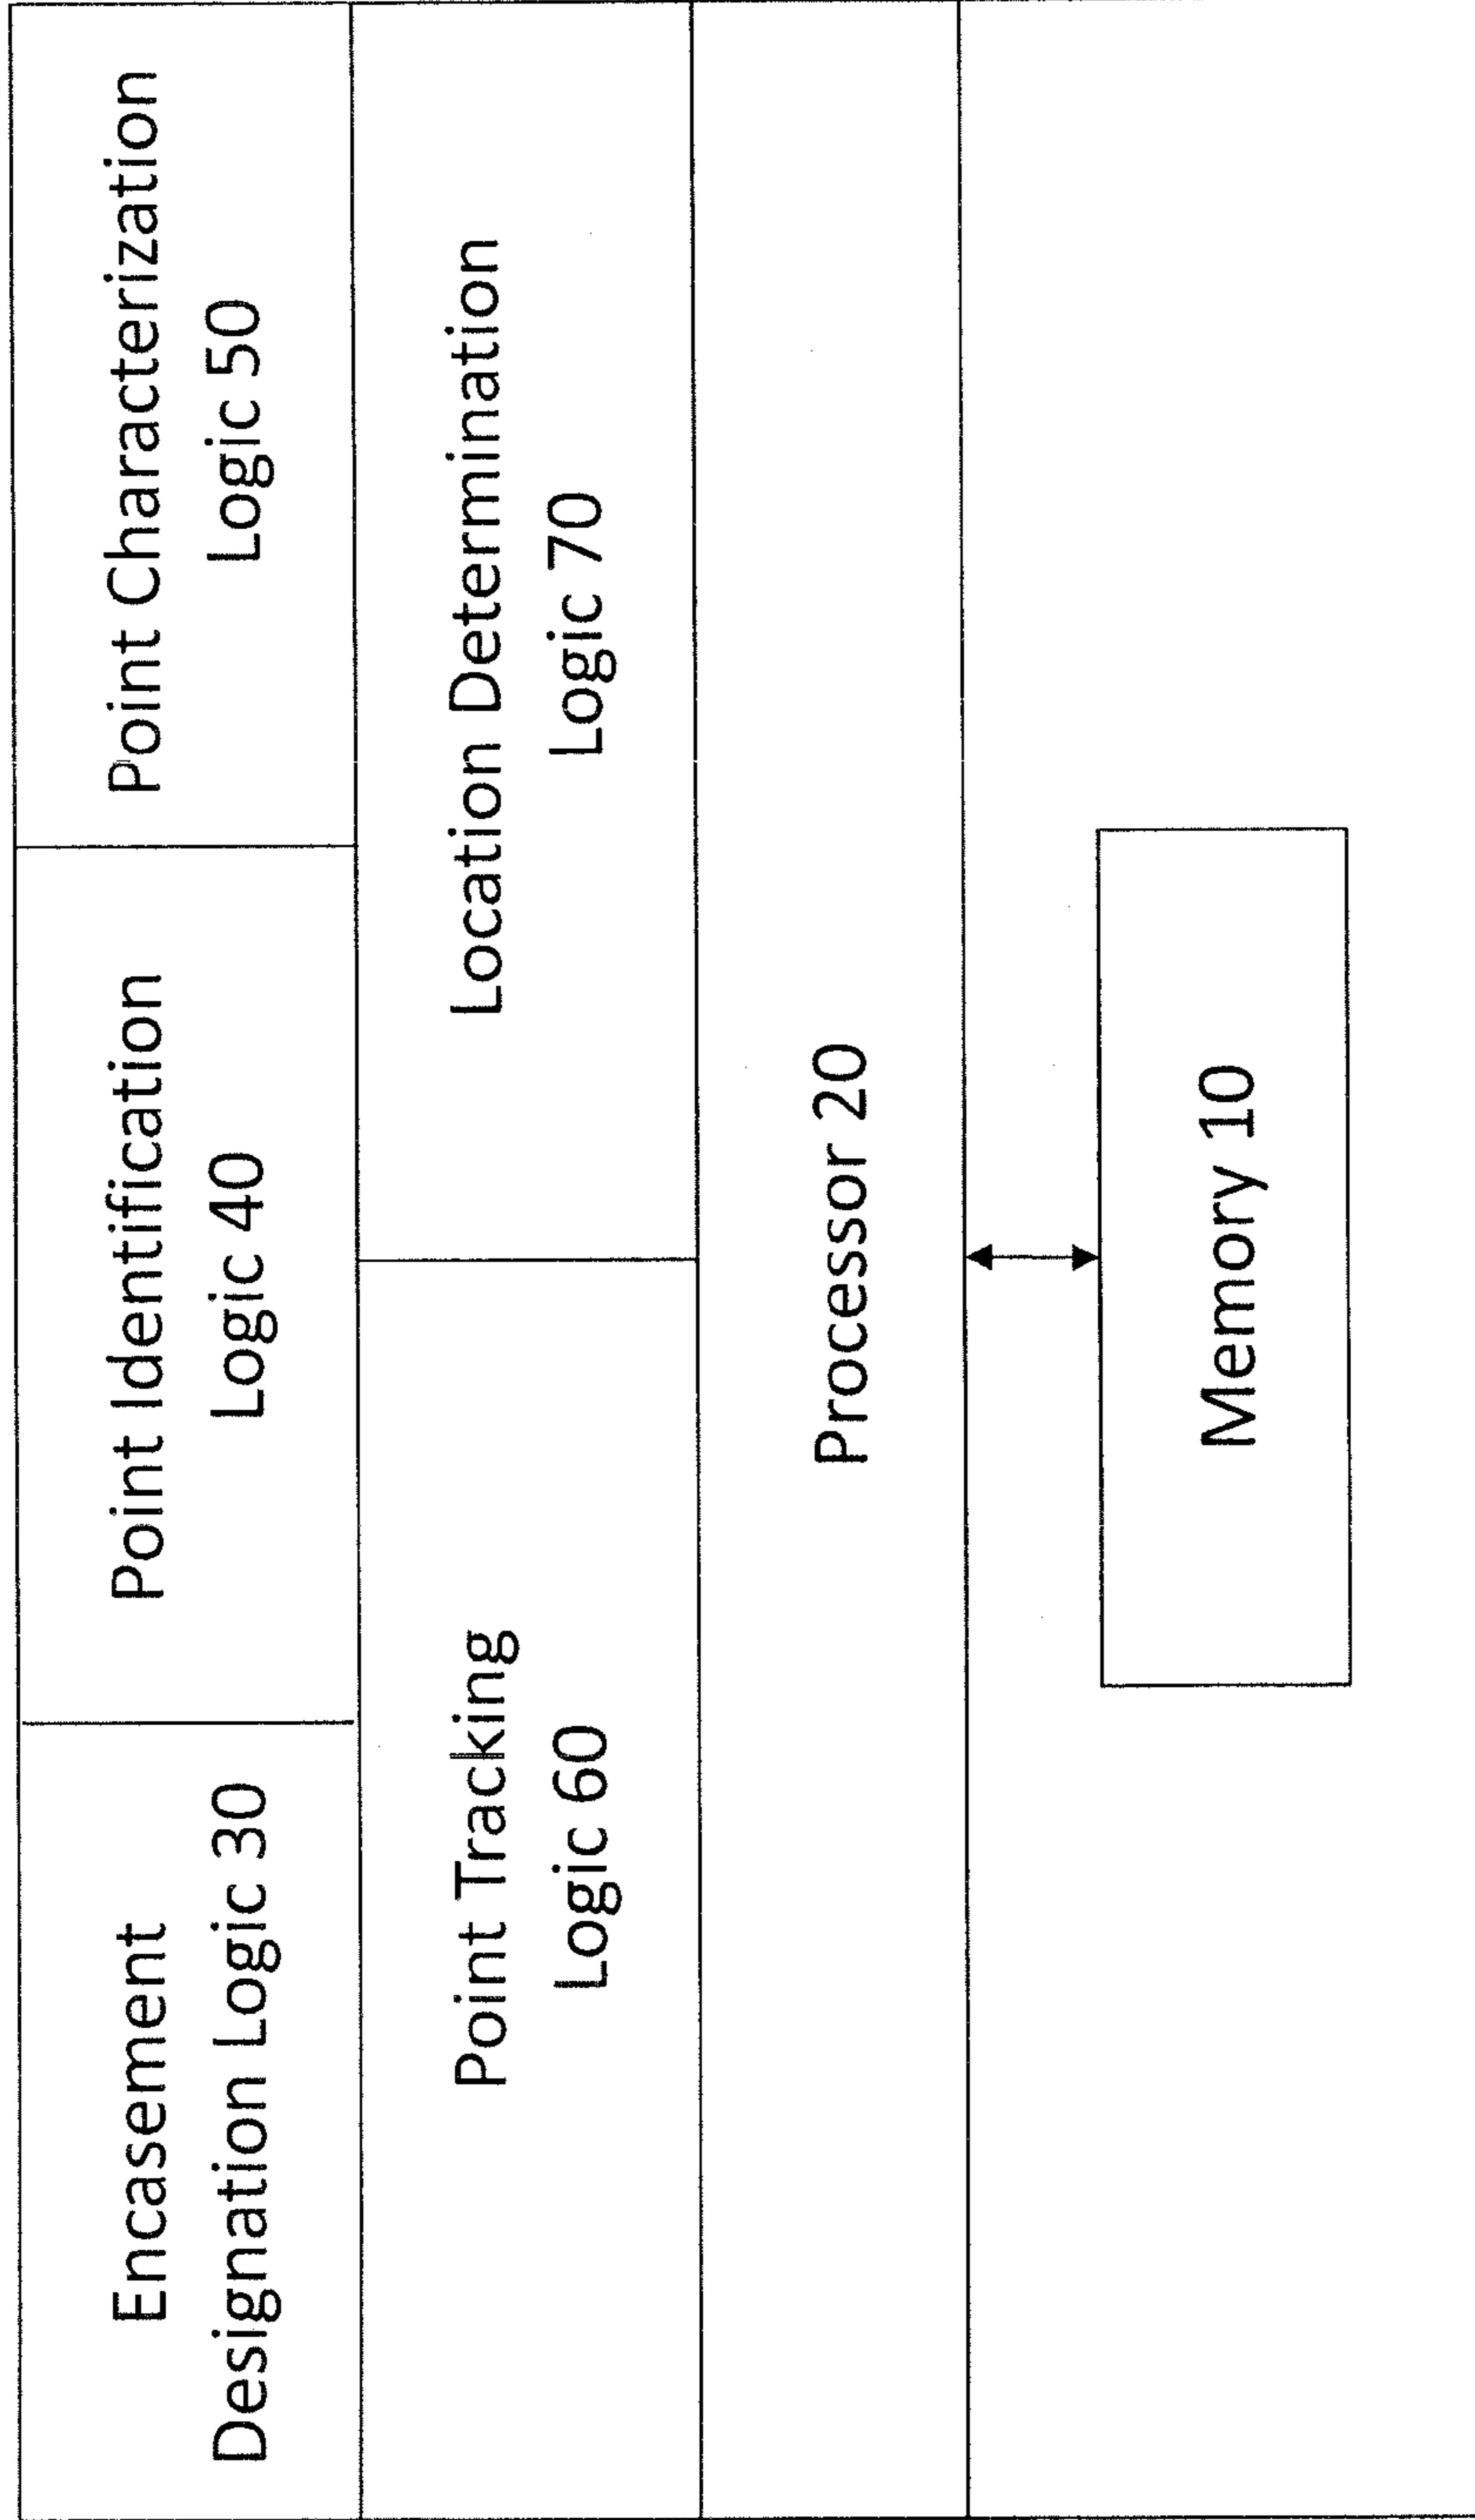 Encasement
Designation Logic 30
Point Identification
Logic 40
Point Characterization
Logic 50
Point Tracking
Logic 60
Location Determination
Logic 70
Processor 20
Memory 10